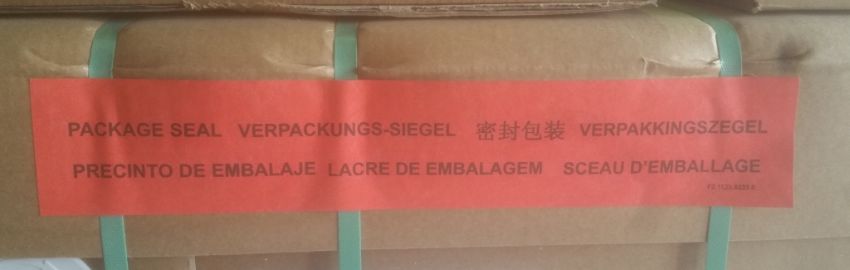 PACKAGE SEAL VERPACKUNGS-SIEGEL 密封包装 VERPAKKINGSZEGEL
PRECINTO DE EMBALAJE LACRE DE EMBALAGEM SCEAU D'EMBALLAGE